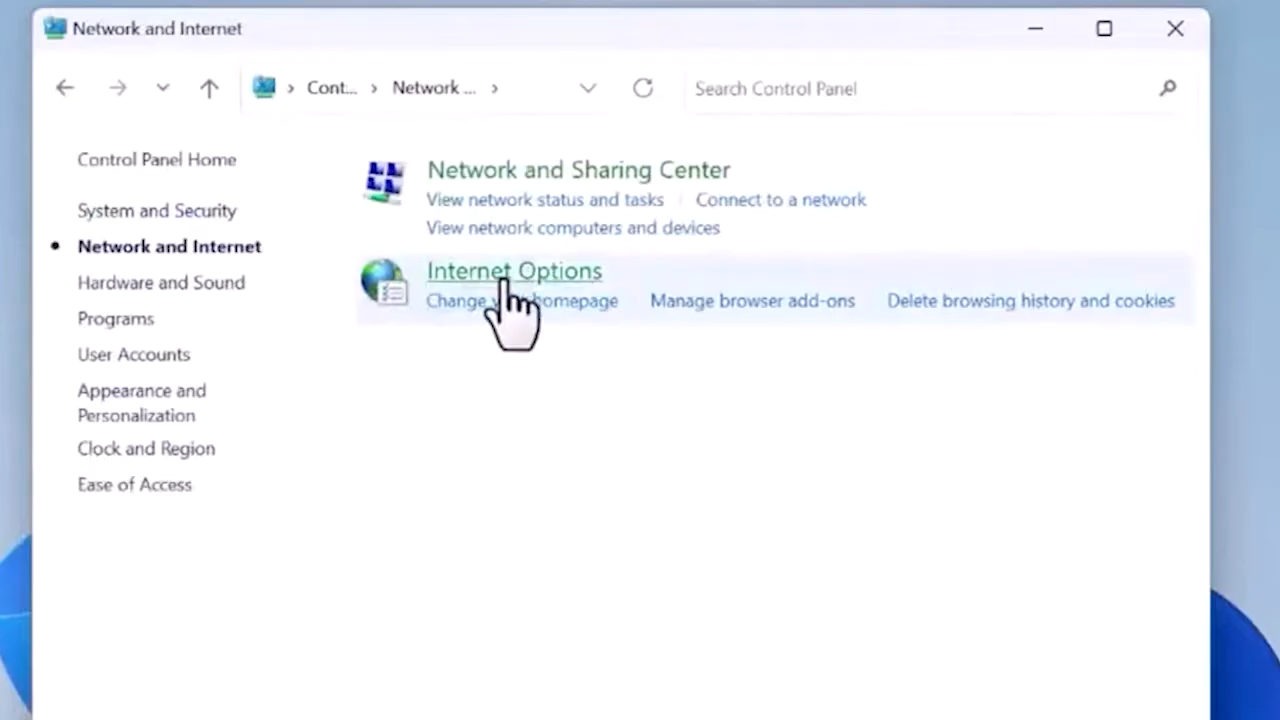 Network and Internet
Cont... Network ...
Search Control Panel
Control Panel Home
System and Security
Network and Internet
Hardware and Sound
Programs
User Accounts
Appearance and
Personalization
Clock and Region
Ease of Access
Network and Sharing Center
View network status and tasks Connect to a network
View network computers and devices
Internet Options
Change homepage Manage browser add-ons Delete browsing history and cookies